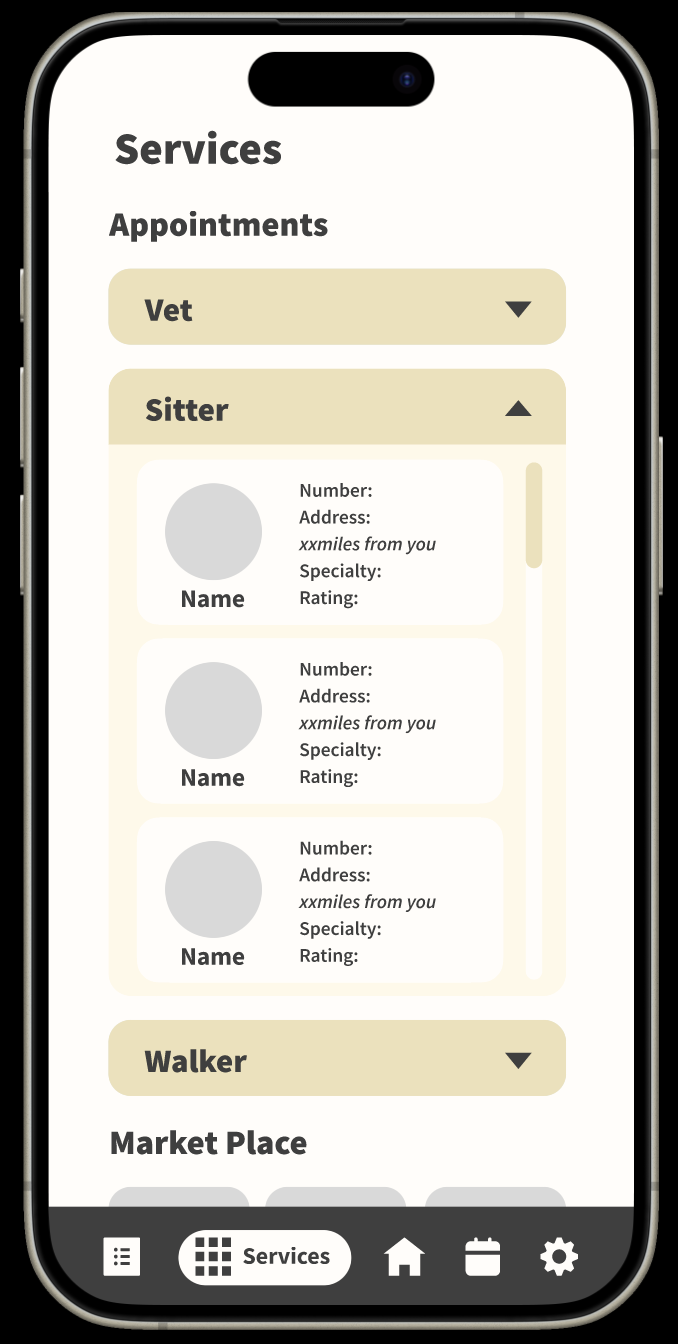 Services
Appointments
Vet
Sitter
Number:
Address:
xxmiles from you
Specialty:
Rating:
Name
Number:
Address:
xxmiles from you
Specialty:
Rating:
Name
Number:
Address:
xxmiles from you
Specialty:
Rating:
Name
Walker
Market Place
Services